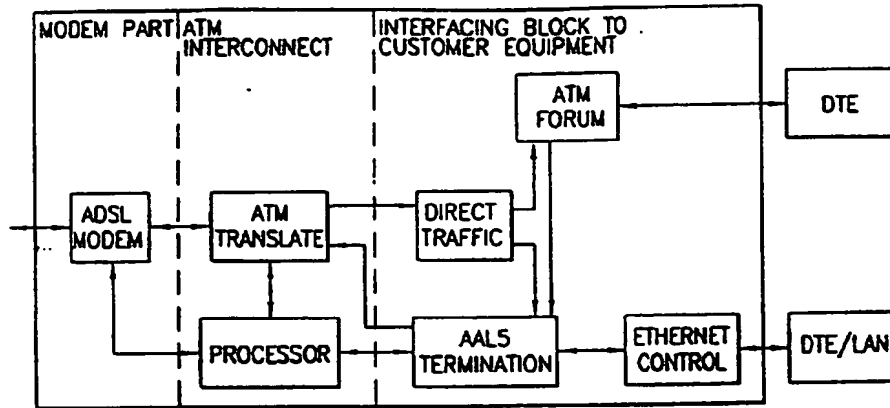 MODEM PART
ATM
INTERCONNECT
INTERFACING BLOCK TO
CUSTOMER EQUIPMENT
ATM
FORUM
DTE
ADSL
MODEM
ATM
TRANSLATE
DIRECT
TRAFFIC
PROCESSOR
AAL5
TERMINATION
ETHERNET
CONTROL
DTE/LAN